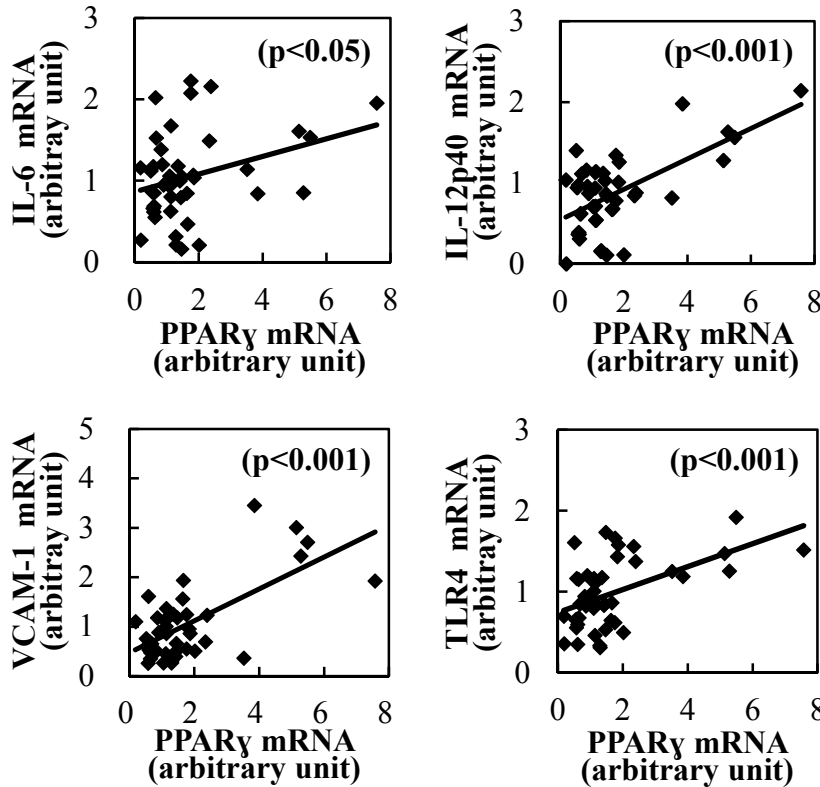 IL-6 mRNA
(arbitray unit)
3
2
1
0
(p<0.05)
0 2 4 6 8
PPARɣ mRNA
(arbitrary unit)
IL-12p40 mRNA
(arbitray unit)
3
2
1
0
(p<0.001)
0 2 4 6 8
PPARɣ mRNA
(arbitrary unit)
VCAM-1 mRNA
(arbitray unit)
5
4
3
2
1
0
(p<0.001)
0 2 4 6 8
PPARɣ mRNA
(arbitrary unit)
TLR4 mRNA
(arbitray unit)
3
2
1
0
(p<0.001)
0 2 4 6 8
PPARɣ mRNA
(arbitrary unit)